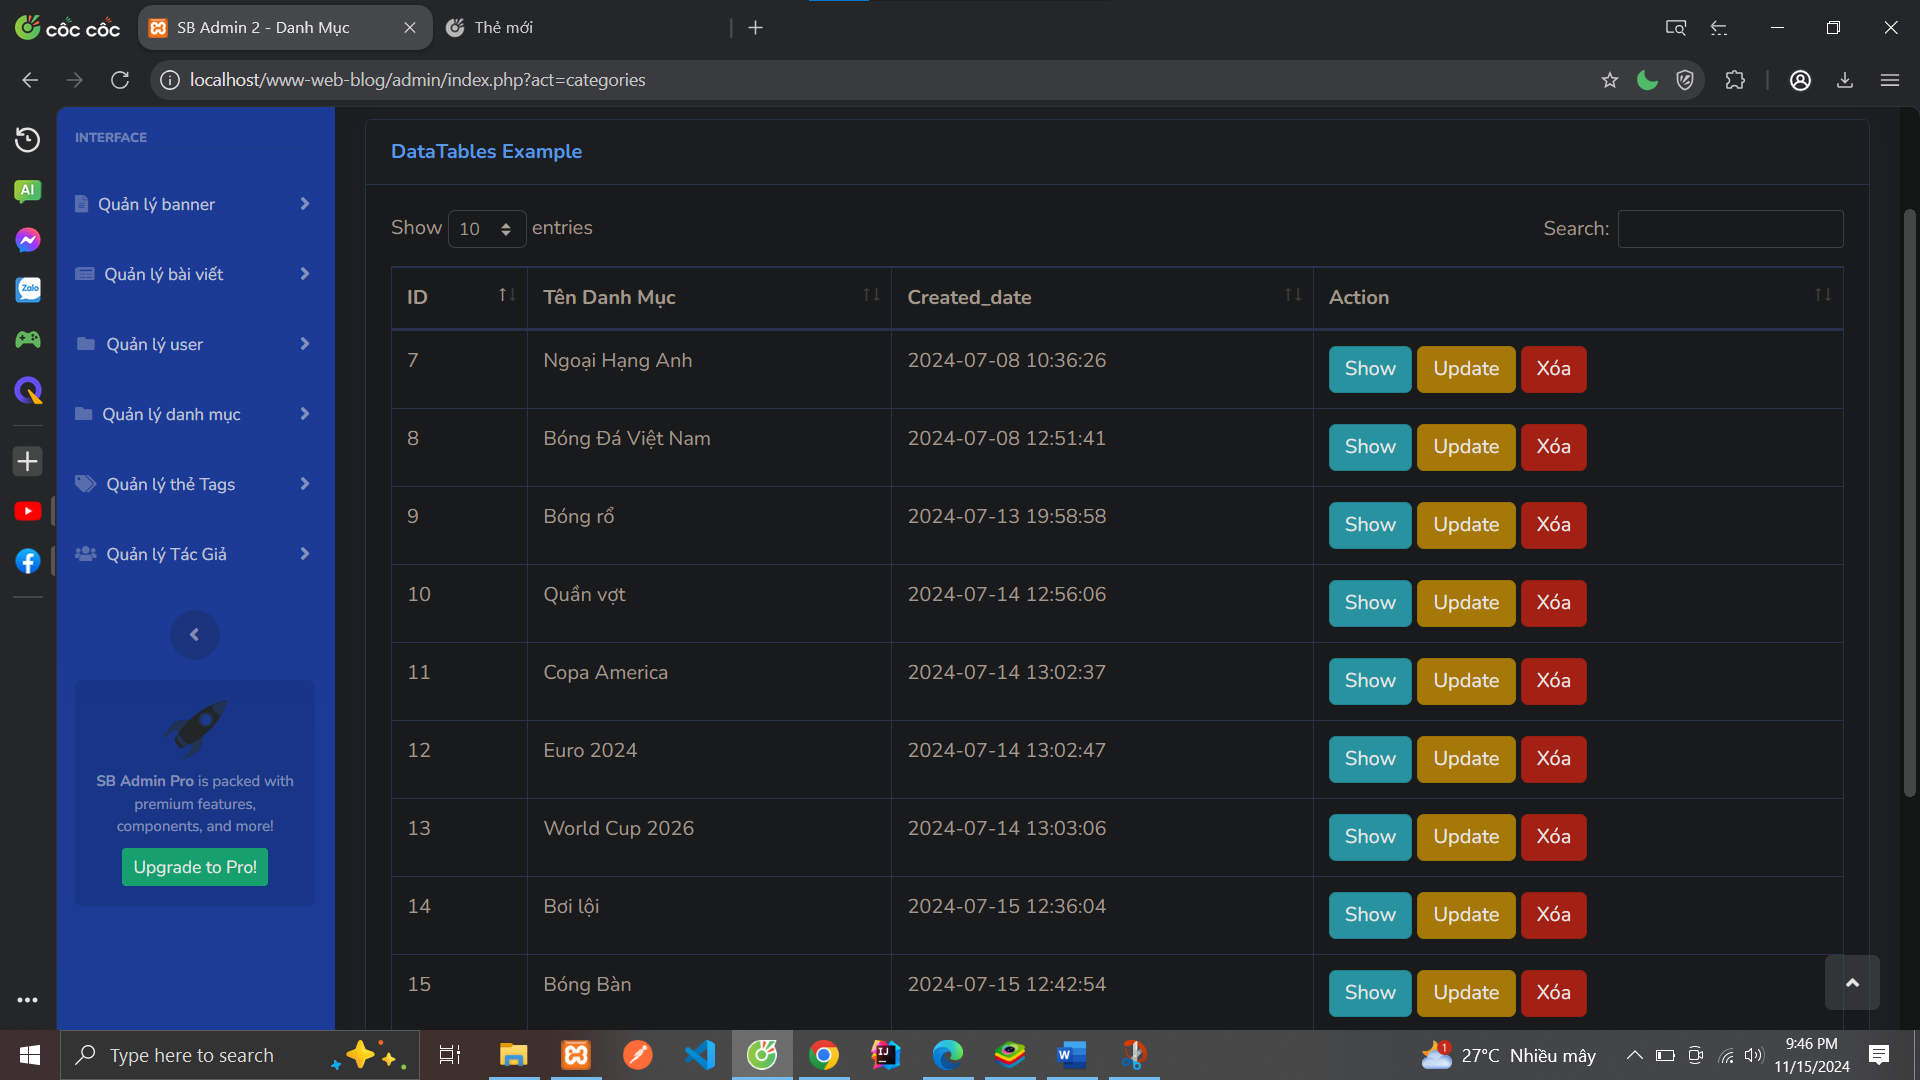 cốc cốc
SB Admin 2 - Danh Mục
Thẻ mới
localhost/www-web-blog/admin/index.php?act=categories
AI
Zalo
INTERFACE
Quản lý banner
Quản lý bài viết
Quản lý user
Quản lý danh mục
Quản lý thẻ Tags
Quản lý Tác Giả
SB Admin Pro is packed with
premium features,
components, and more!
Upgrade to Pro!
DataTables Example
Show 10 entries
Search:
ID Tên Danh Mục Created_date Action
7 Ngoại Hạng Anh 2024-07-08 10:36:26 Show Update Xóa
8 Bóng Đá Việt Nam 2024-07-08 12:51:41 Show Update Xóa
9 Bóng rổ 2024-07-13 19:58:58 Show Update Xóa
10 Quần vợt 2024-07-14 12:56:06 Show Update Xóa
11 Copa America 2024-07-14 13:02:37 Show Update Xóa
12 Euro 2024 2024-07-14 13:02:47 Show Update Xóa
13 World Cup 2026 2024-07-14 13:03:06 Show Update Xóa
14 Bơi lội 2024-07-15 12:36:04 Show Update Xóa
15 Bóng Bàn 2024-07-15 12:42:54 Show Update Xóa
Type here to search
IJ
W
1
27°C Nhiều mây
9:46 PM
11/15/2024